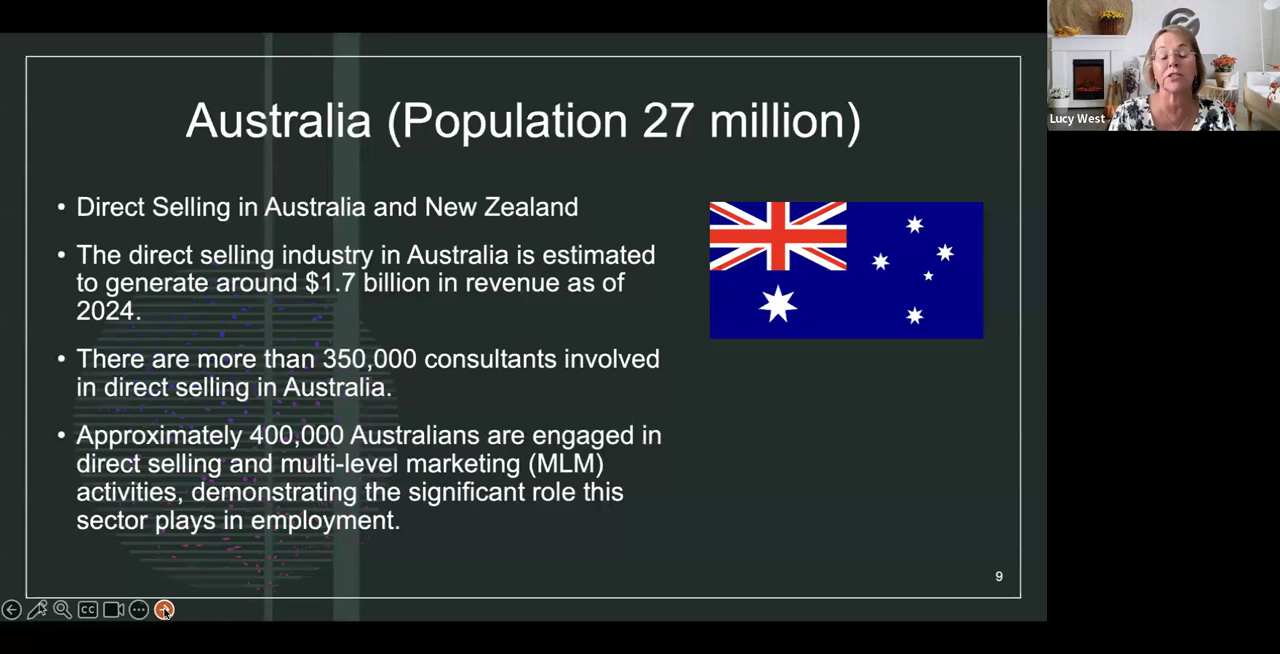 Australia (Population 27 million)
• Direct Selling in Australia and New Zealand
• The direct selling industry in Australia is estimated
to generate around $1.7 billion in revenue as of
2024.
• There are more than 350,000 consultants involved
in direct selling in Australia.
• Approximately 400,000 Australians are engaged in
direct selling and multi-level marketing (MLM)
activities, demonstrating the significant role this
sector plays in employment.
9
CC
Lucy West